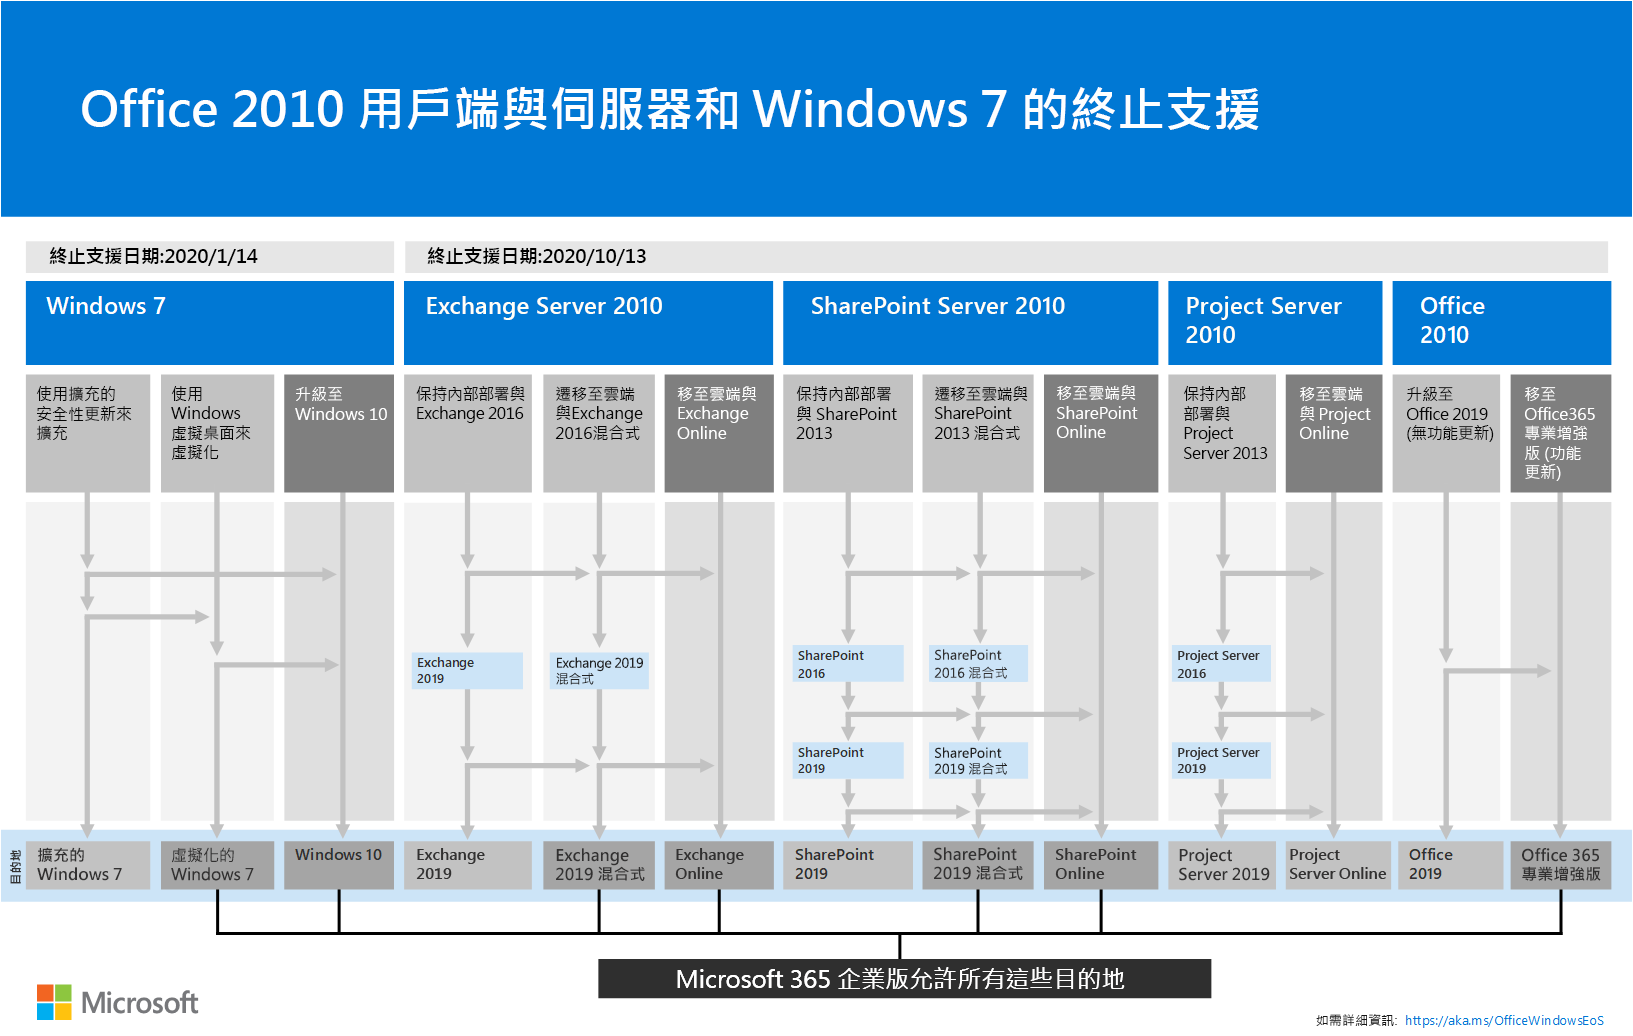 Office 2010 用戶端與伺服器和 Windows 7 的終止支援
終止支援日期:2020/1/14
終止支援日期:2020/10/13
Windows 7
Exchange Server 2010
SharePoint Server 2010
Project Server
2010
Office
2010
使用擴充的
安全性更新來
擴充
使用
Windows
虛擬桌面來
虛擬化
升級至
Windows 10
保持內部部署與
Exchange 2016
遷移至雲端
與Exchange
2016混合式
移至雲端與
Exchange
Online
保持內部部署
與 SharePoint
2013
遷移至雲端與
SharePoint
2013 混合式
移至雲端與
SharePoint
Online
保持內部
部署與
Project
Server 2013
移至雲端
與 Project
Online
升級至
Office 2019
(無功能更新)
移至
Office365
專業增強
版 (功能
更新)
Exchange
2019
Exchange 2019
混合式
SharePoint
2016
SharePoint
2016 混合式
Project Server
2016
SharePoint
2019
SharePoint
2019 混合式
Project Server
2019
目的地
擴充的
Windows 7
虛擬化的
Windows 7
Windows 10
Exchange
2019
Exchange
2019 混合式
Exchange
Online
SharePoint
2019
SharePoint
2019 混合式
SharePoint
Online
Project
Server 2019
Project
Server Online
Office
2019
Office 365
專業增強版
Microsoft 365 企業版允許所有這些目的地
Microsoft
如需詳細資訊: https://aka.ms/OfficeWindowsEoS